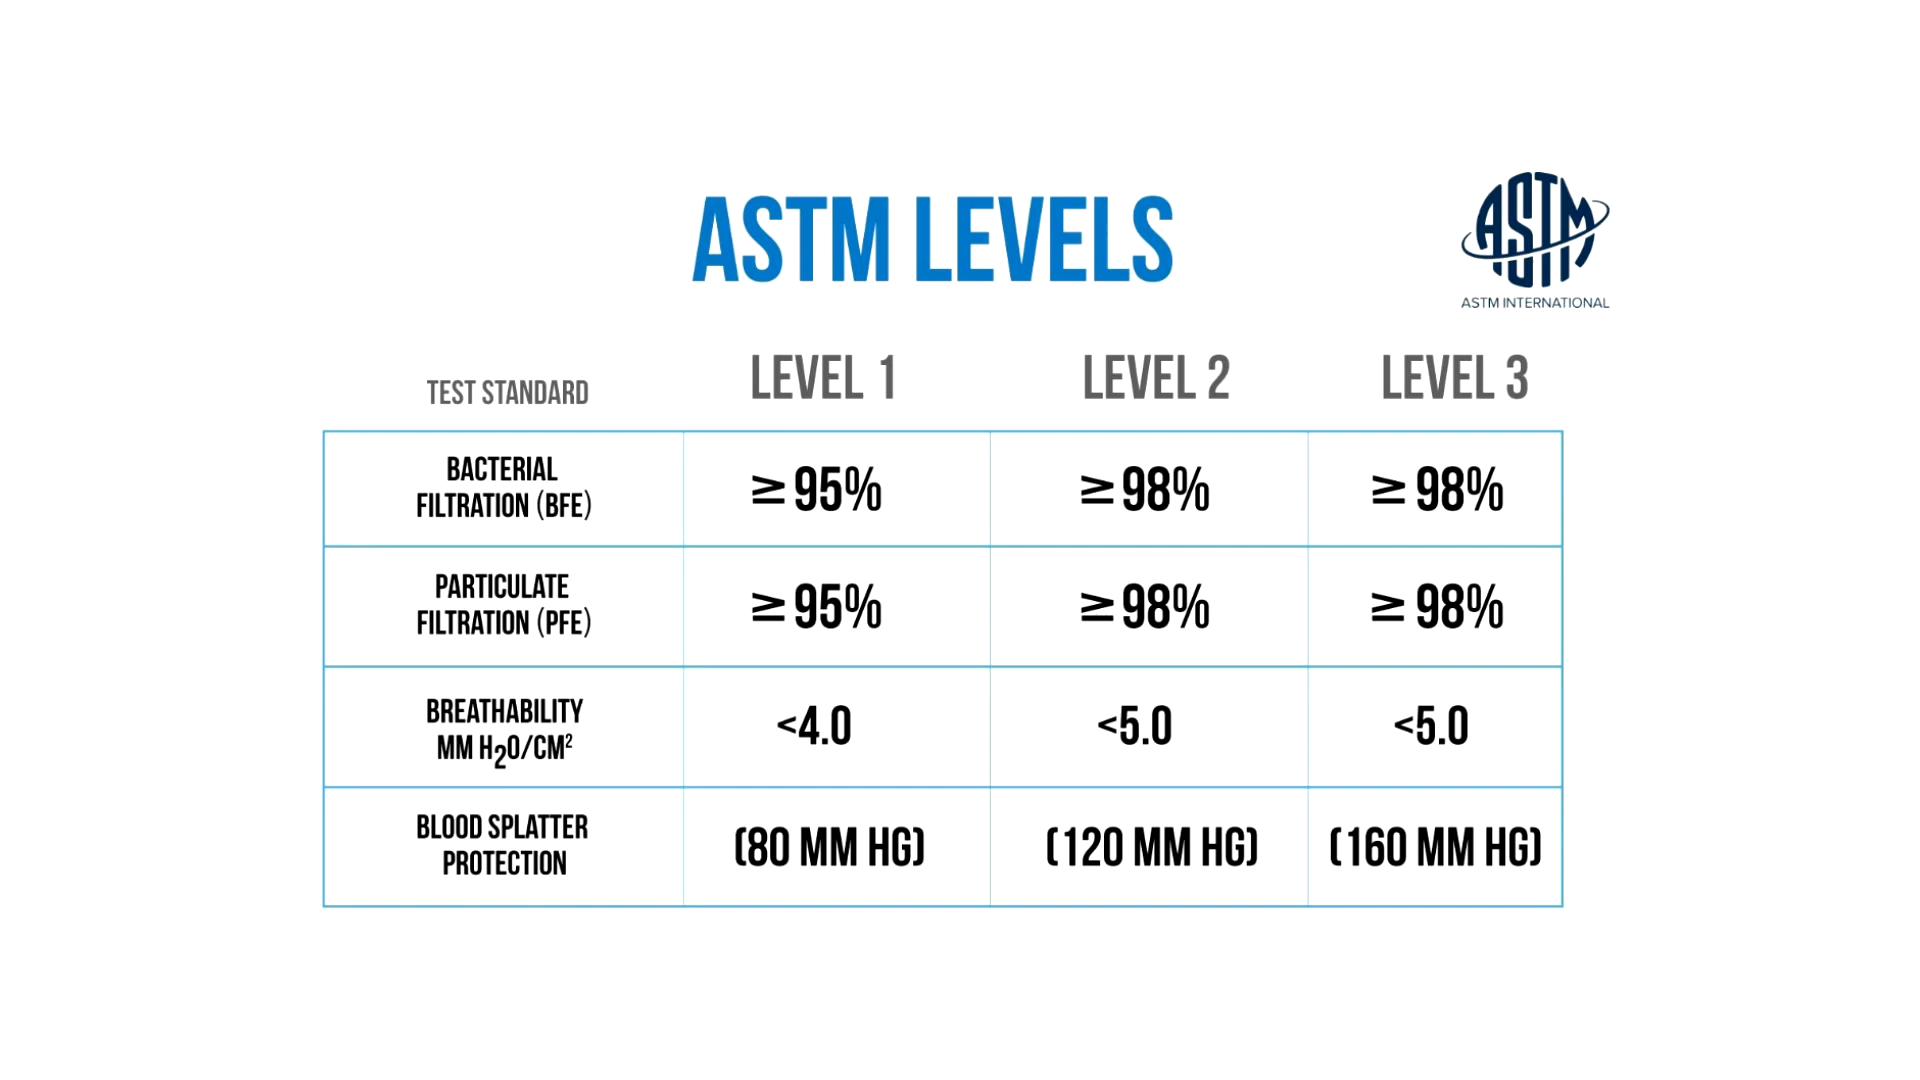 ASTM LEVELS
ASTM
ASTM INTERNATIONAL
TEST STANDARD LEVEL 1 LEVEL 2 LEVEL 3
BACTERIAL
FILTRATION (BFE)
≥ 95% ≥ 98% ≥ 98%
PARTICULATE
FILTRATION (PFE)
≥ 95% ≥ 98% ≥ 98%
BREATHABILITY
MM H₂O/CM²
<4.0 <5.0 <5.0
BLOOD SPLATTER
PROTECTION
(80 MM HG) (120 MM HG) (160 MM HG)